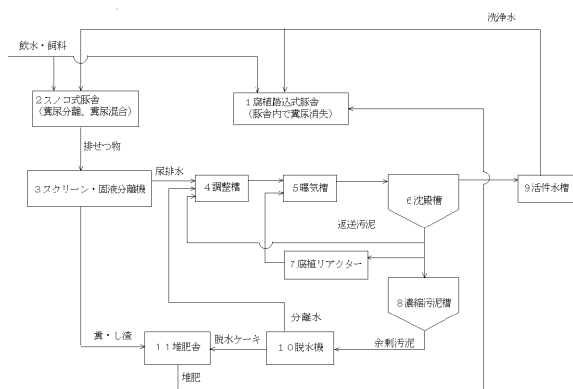 洗浄水
飲水・飼料
2スノコ式豚舎
(糞尿分離、糞尿混合)
1腐植踏込式豚舎
(豚舎内で糞尿消失)
排せつ物
尿排水
3スクリーン・固液分離機
4調整槽
5曝気槽
6沈殿槽
9活性水槽
返送汚泥
7腐植リアクター
8濃縮汚泥槽
分離水
糞・し渣
脱水ケーキ
余剰汚泥
11堆肥舎
10脱水機
堆肥